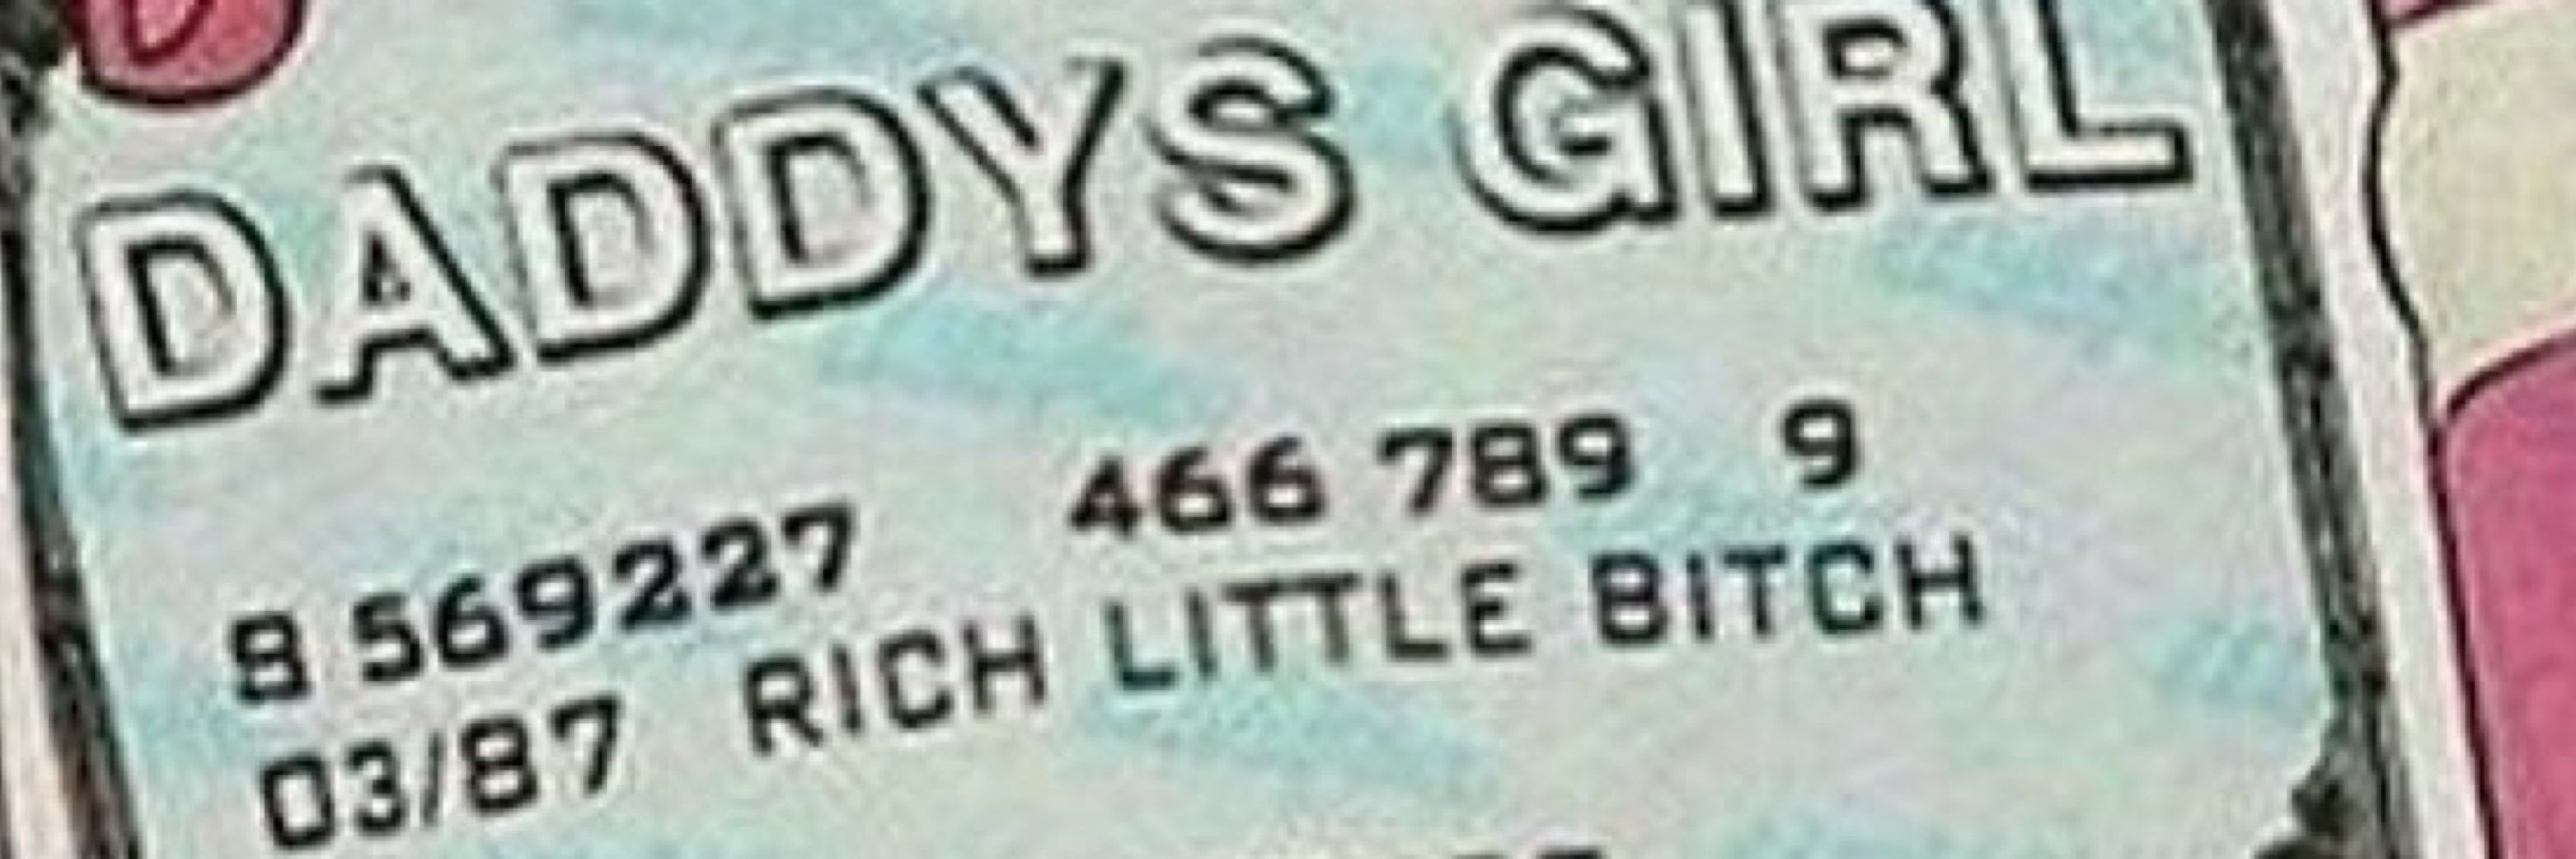 DADDYS GIRL
8 569227 466 789 9
03/87 RICH LITTLE BITCH